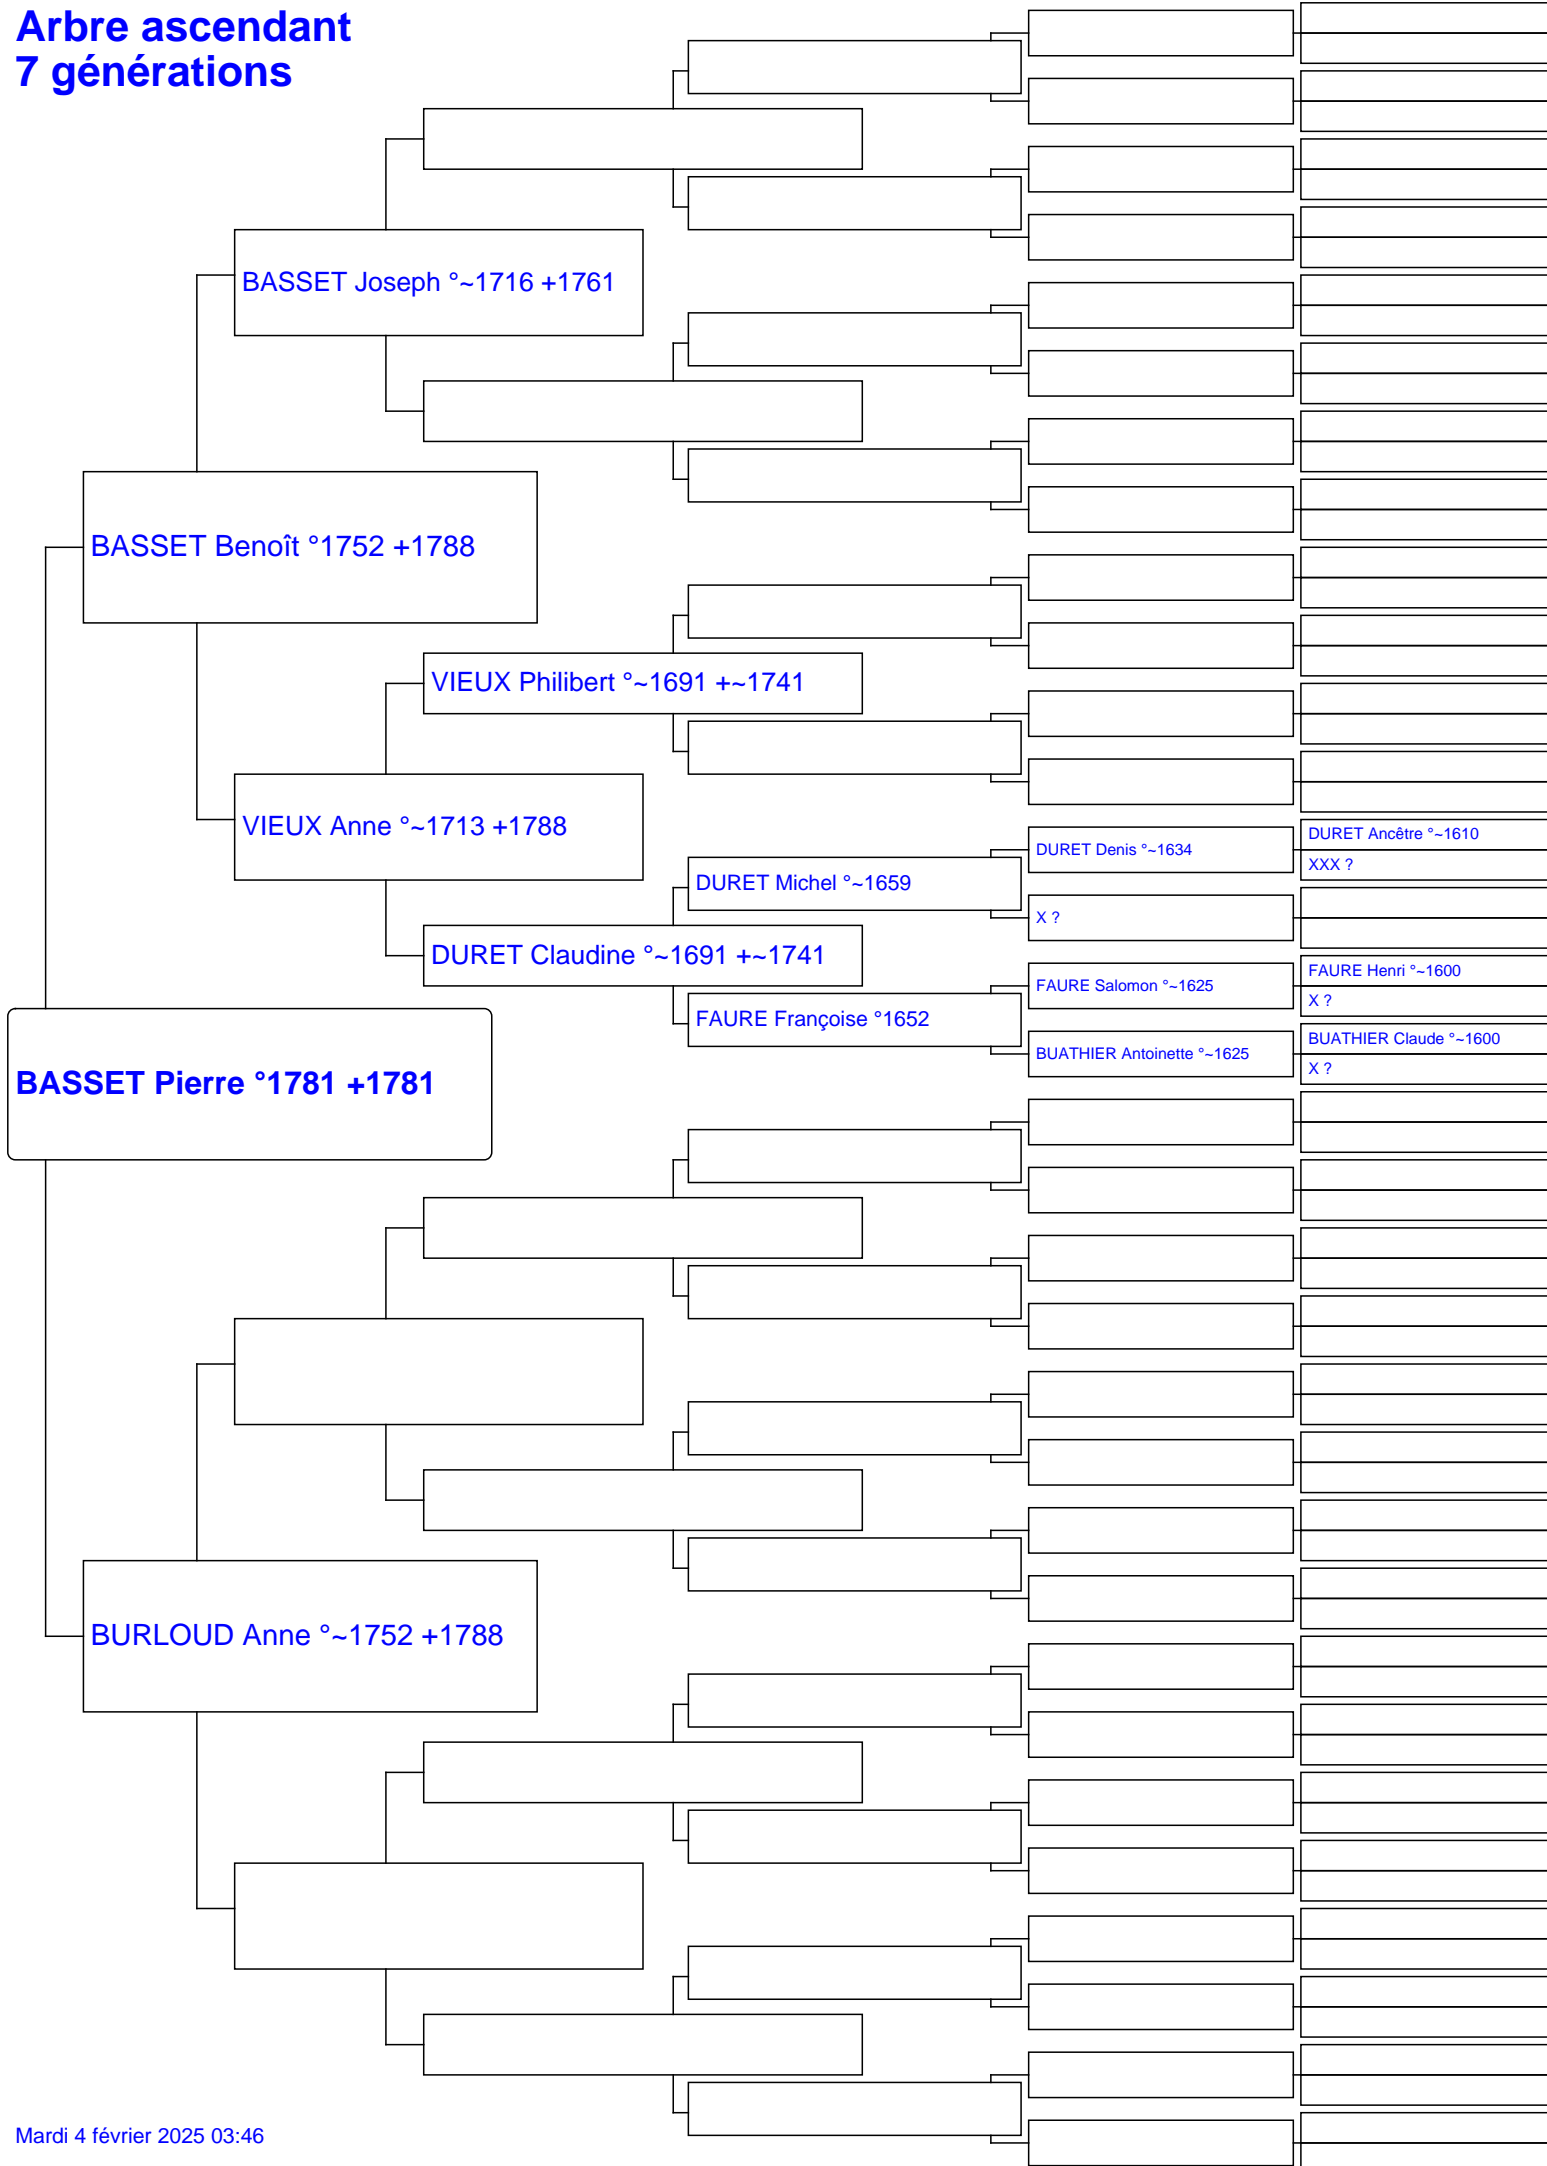 Arbre ascendant
7 générations
BASSET Joseph °~1716 +1761
BASSET Benoît °1752 +1788
VIEUX Philibert °~1691 +~1741
VIEUX Anne °~1713 +1788
DURET Ancêtre °~1610
DURET Denis °~1634
XXX ?
DURET Michel °~1659
X ?
DURET Claudine °~1691 +~1741
FAURE Henri °~1600
FAURE Salomon °~1625
X ?
FAURE Françoise °1652
BUATHIER Claude °~1600
BUATHIER Antoinette °~1625
X ?
BASSET Pierre °1781 +1781
BURLOUD Anne °~1752 +1788
Mardi 4 février 2025 03:46